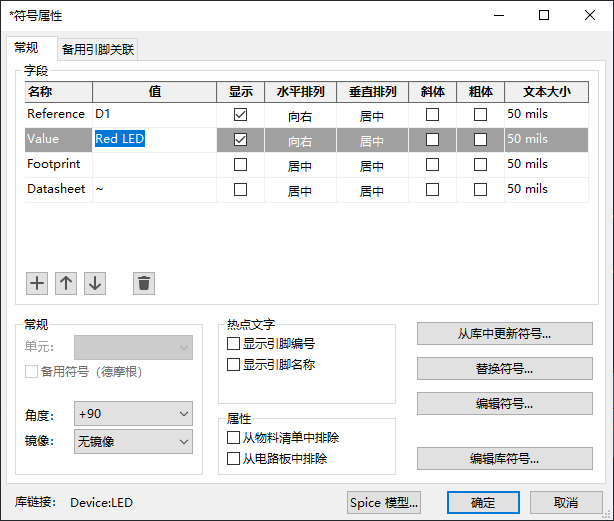 *符号属性
常规 备用引脚关联
字段
名称 值 显示 水平排列 垂直排列 斜体 粗体 文本大小
Reference D1 向右 居中 50 mils
Value Red LED 向右 居中 50 mils
Footprint 居中 居中 50 mils
Datasheet ~ 居中 居中 50 mils
常规
单元:
备用符号（德摩根）
角度: +90
镜像: 无镜像
热点文字
显示引脚编号
显示引脚名称
属性
从物料清单中排除
从电路板中排除
从库中更新符号...
替换符号...
编辑符号...
编辑库符号...
库链接: Device:LED
Spice 模型... 确定 取消